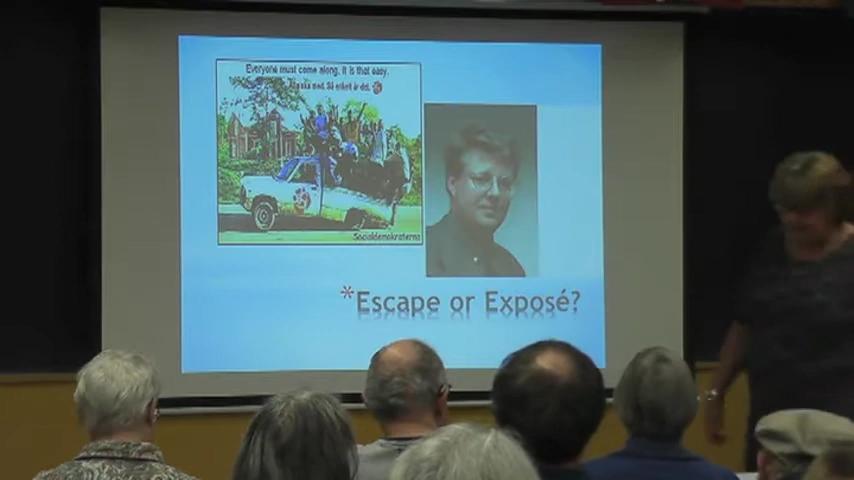 Everyone must come along. It is that easy.
Alla ska med. Så enkelt är det.
Socialdemokraterna
*Escape or Exposé?